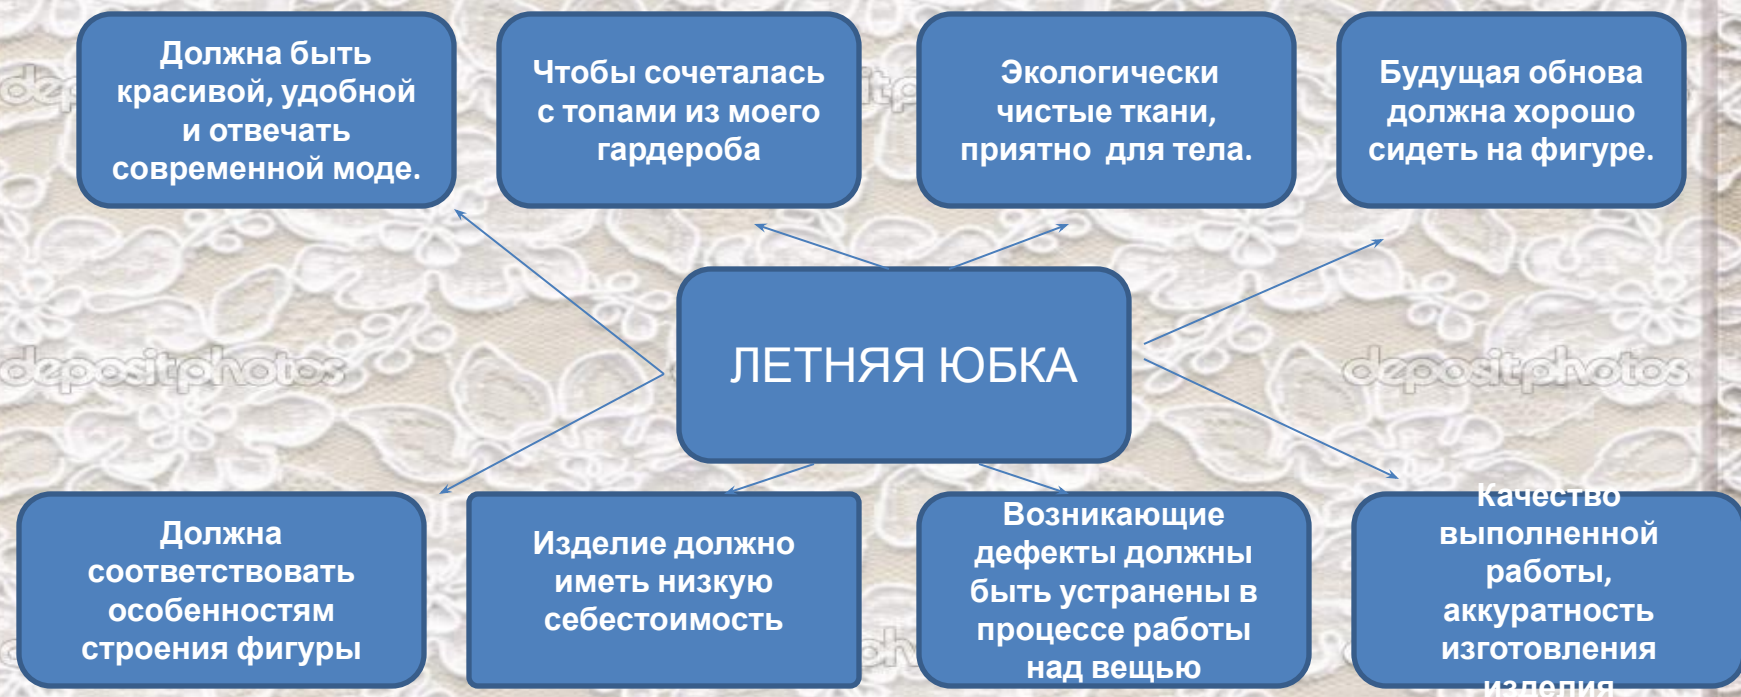 Должна быть
красивой, удобной
и отвечать
современной моде.
Чтобы сочеталась
с топами из моего
гардероба
Экологически
чистые ткани,
приятно для тела.
Будущая обнова
должна хорошо
сидеть на фигуре.
ЛЕТНЯЯ ЮБКА
depositphotos
depositphotos
Должна
соответствовать
особенностям
строения фигуры
Изделие должно
иметь низкую
себестоимость
Возникающие
дефекты должны
быть устранены в
процессе работы
над вещью
Качество
выполненной
работы,
аккуратность
изготовления
изделия